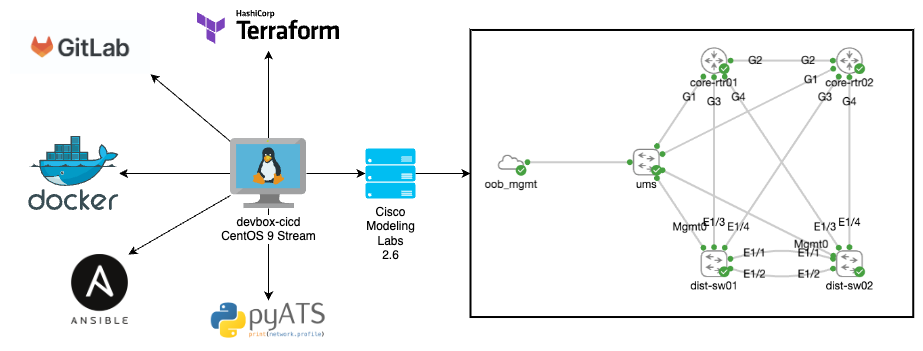 HashiCorp
Terraform
GitLab
docker
ANSIBLE
pyATS
print(network.profile)
devbox-cicd
CentOS 9 Stream
Cisco
Modeling
Labs
2.6
oob_mgmt
ums
core-rtr01
core-rtr02
G2
G2
G1
G3
G4
G1
G3
G4
Mgmt0
E1/3
E1/4
E1/3
E1/4
Mgmt0
E1/1
E1/1
E1/2
E1/2
dist-sw01
dist-sw02